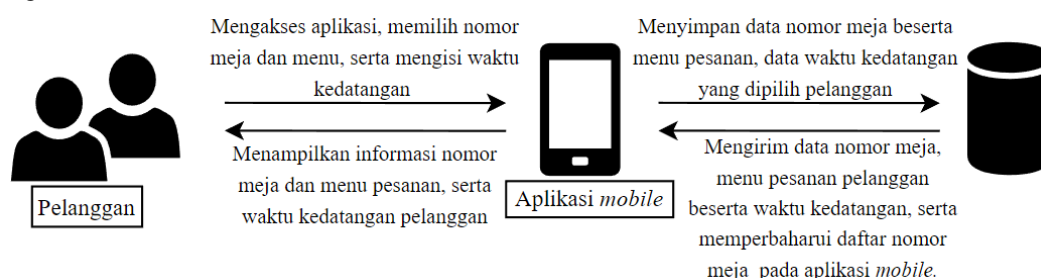 Mengakses aplikasi, memilih nomor
meja dan menu, serta mengisi waktu
kedatangan
Menyimpan data nomor meja beserta
menu pesanan, data waktu kedatangan
yang dipilih pelanggan
Menampilkan informasi nomor
meja dan menu pesanan, serta
waktu kedatangan pelanggan
Mengirim data nomor meja,
menu pesanan pelanggan
beserta waktu kedatangan, serta
memperbaharui daftar nomor
meja pada aplikasi mobile.
Pelanggan
Aplikasi mobile